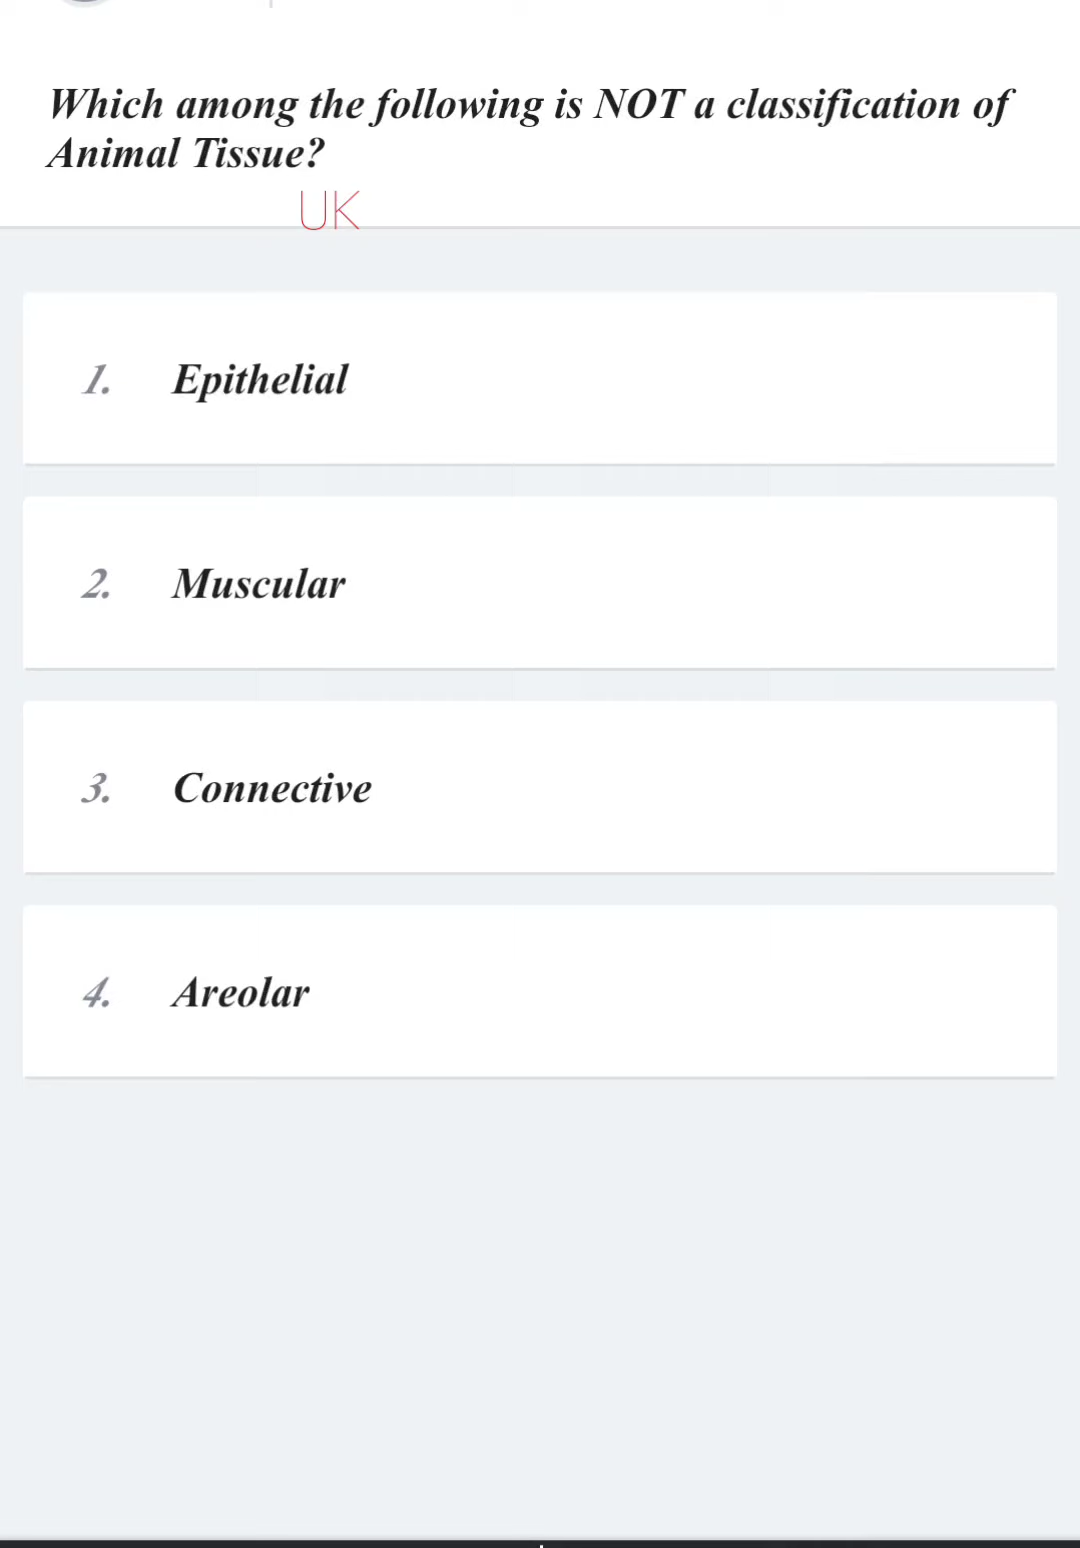 Which among the following is NOT a classification of
Animal Tissue?
UK
1. Epithelial
2. Muscular
3. Connective
4. Areolar